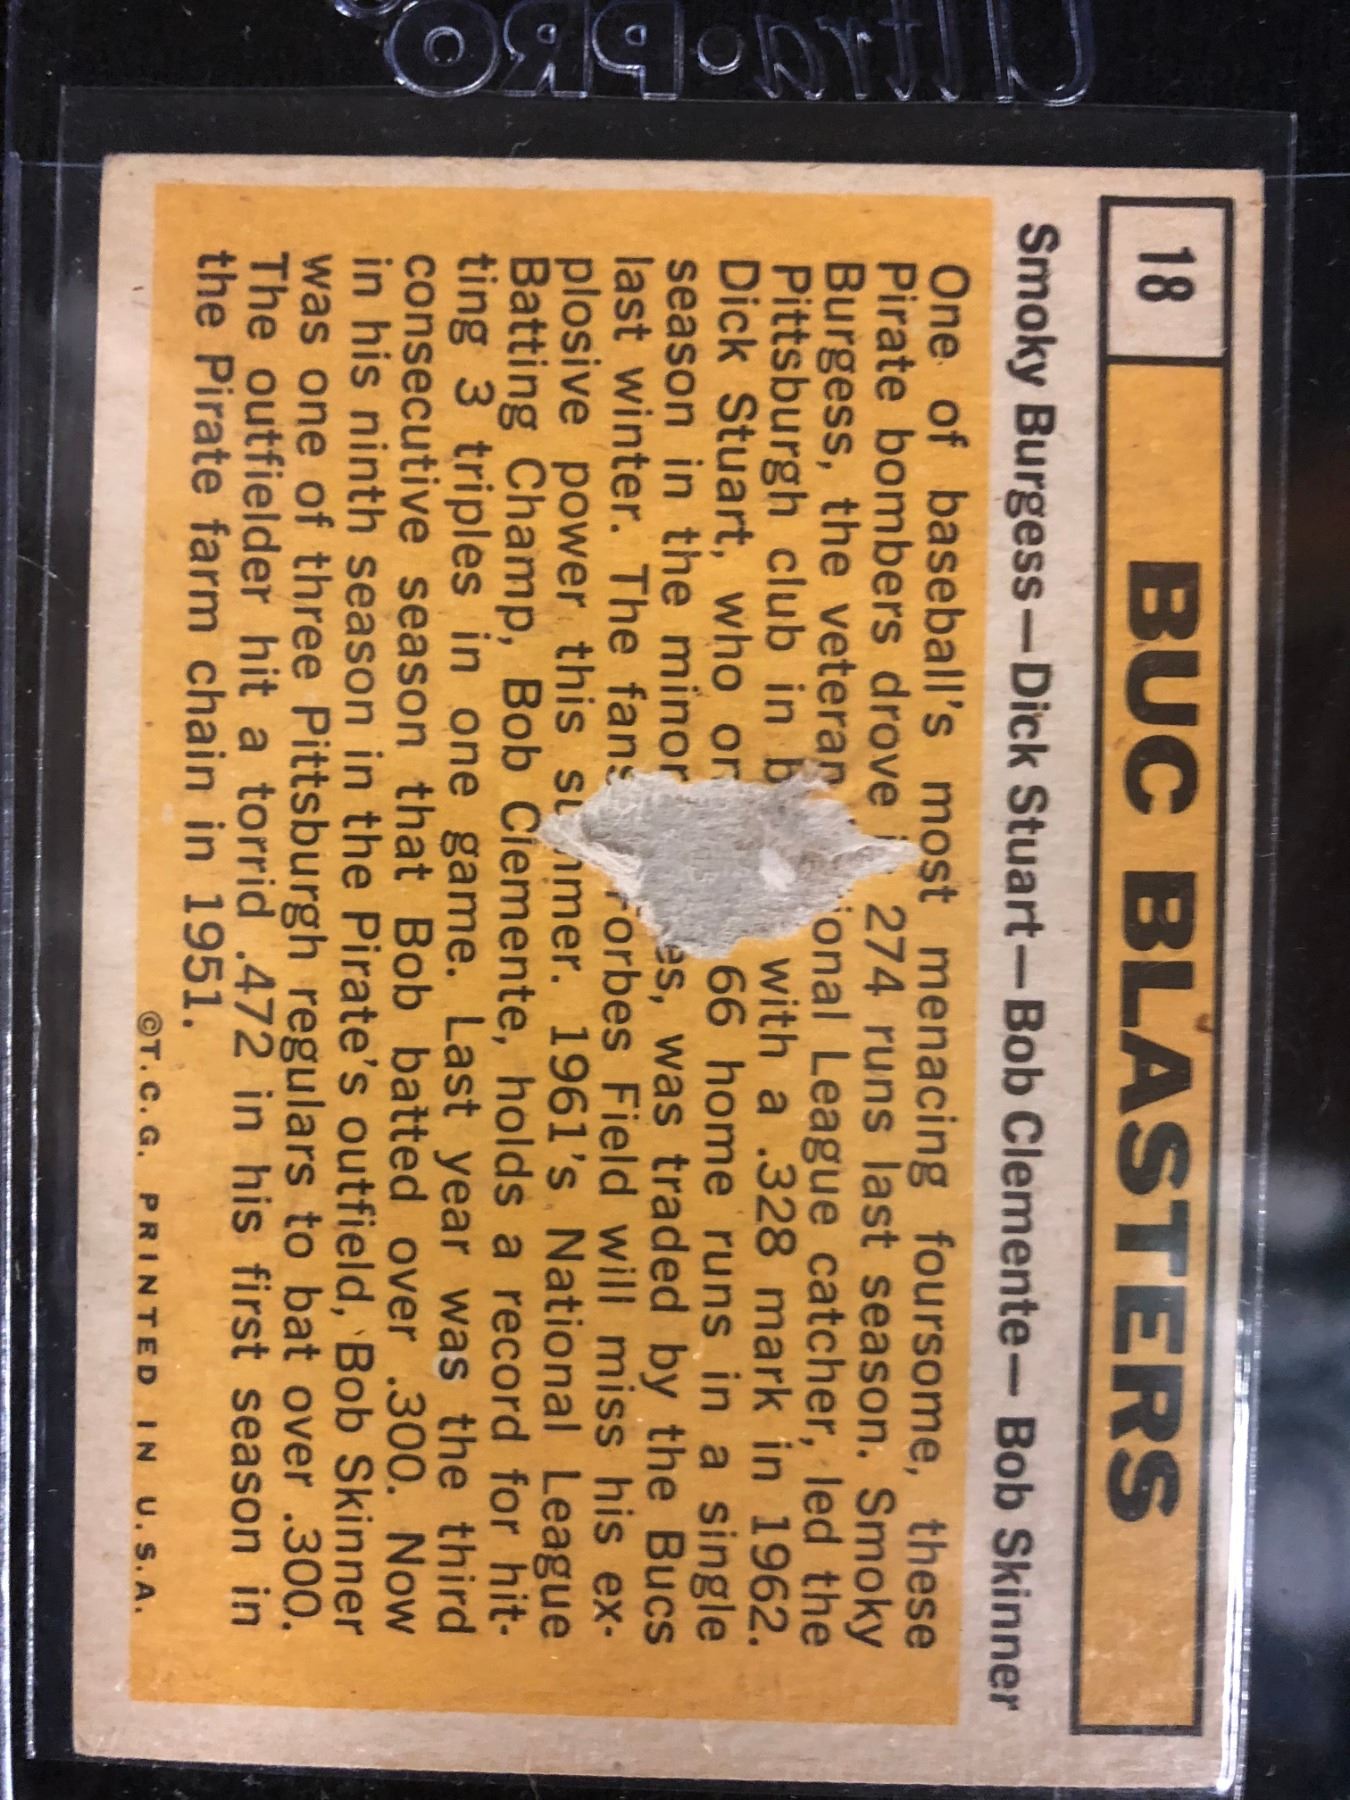 ultra·PRO
18
BUC BLASTERS
Smoky Burgess—Dick Stuart—Bob Clemente— Bob Skinner
One of baseball's most menacing foursome, these
Pirate bombers drove 274 runs last season. Smoky
Burgess, the veteran ional League catcher, led the
Pittsburgh club in b with a .328 mark in 1962.
Dick Stuart, who on 66 home runs in a single
season in the minor es, was traded by the Bucs
last winter. The fans orbes Field will miss his ex-
plosive power this summer. 1961's National League
Batting Champ, Bob Clemente, holds a record for hit-
ting 3 triples in one game. Last year was the third
consecutive season that Bob batted over .300. Now
in his ninth season in the Pirate's outfield, Bob Skinner
was one of three Pittsburgh regulars to bat over .300.
The outfielder hit a torrid .472 in his first season in
the Pirate farm chain in 1951.
©T.C.G. PRINTED IN U.S.A.